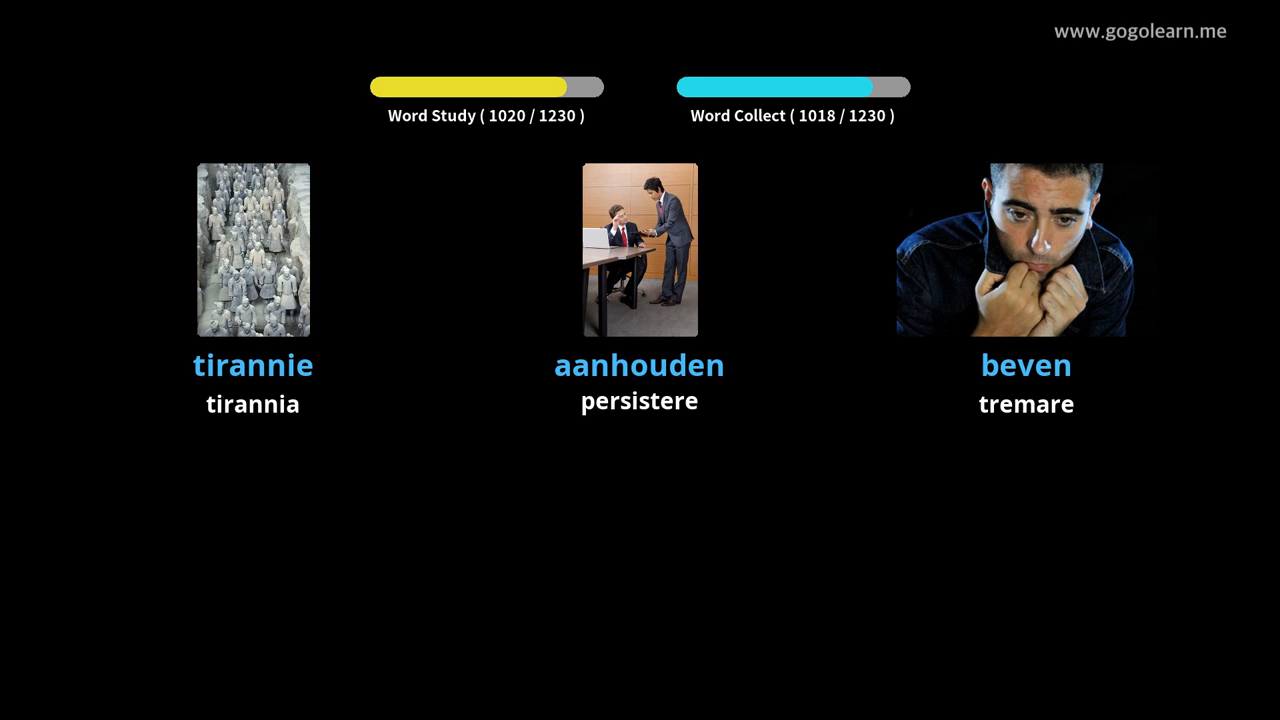 www.gogolearn.me
Word Study ( 1020 / 1230 )
Word Collect ( 1018 / 1230 )
tirannie
tirannia
aanhouden
persistere
beven
tremare